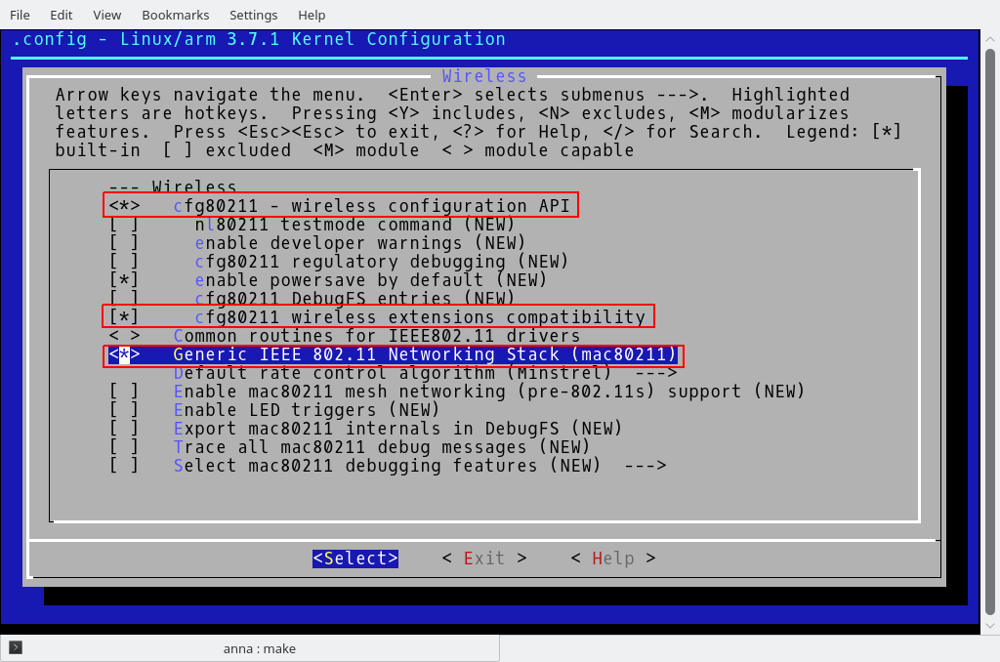 File Edit View Bookmarks Settings Help
.config - Linux/arm 3.7.1 Kernel Configuration
Wireless
Arrow keys navigate the menu.  <Enter> selects submenus --->.  Highlighted
letters are hotkeys.  Pressing <Y> includes, <N> excludes, <M> modularizes
features.  Press <Esc><Esc> to exit, <?> for Help, </> for Search.  Legend: [*]
built-in  [ ] excluded  <M> module  < > module capable
--- Wireless
<*>   cfg80211 - wireless configuration API
[ ]     nl80211 testmode command (NEW)
[ ]     enable developer warnings (NEW)
[ ]     cfg80211 regulatory debugging (NEW)
[*]     enable powersave by default (NEW)
[ ]     cfg80211 DebugFS entries (NEW)
[*]     cfg80211 wireless extensions compatibility
< >   Common routines for IEEE802.11 drivers
<*>   Generic IEEE 802.11 Networking Stack (mac80211)
Default rate control algorithm (Minstrel)  --->
[ ]   Enable mac80211 mesh networking (pre-802.11s) support (NEW)
[ ]   Enable LED triggers (NEW)
[ ]   Export mac80211 internals in DebugFS (NEW)
[ ]   Trace all mac80211 debug messages (NEW)
[ ]   Select mac80211 debugging features (NEW)  --->
<Select>    < Exit >    < Help >
anna : make